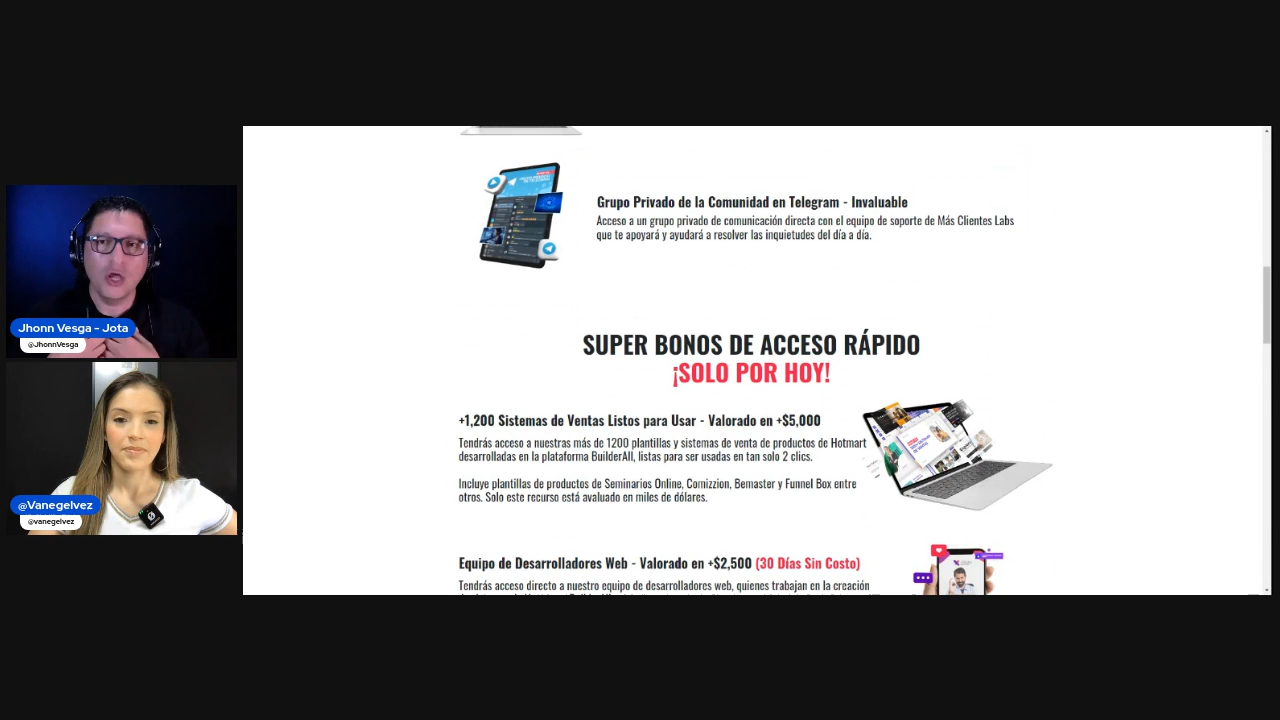 Jhonn Vesga - Jota
@JhonnVesga
@Vanegelvez
@vanegelvez
Grupo Privado de la Comunidad en Telegram - Invaluable
Acceso a un grupo privado de comunicación directa con el equipo de soporte de Más Clientes Labs
que te apoyará y ayudará a resolver las inquietudes del día a día.
SUPER BONOS DE ACCESO RÁPIDO
¡SOLO POR HOY!
+1,200 Sistemas de Ventas Listos para Usar - Valorado en +$5,000
Tendrás acceso a nuestras más de 1200 plantillas y sistemas de venta de productos de Hotmart
desarrolladas en la plataforma BuilderAll, listas para ser usadas en tan solo 2 clics.
Incluye plantillas de productos de Seminarios Online, Comizzion, Bemaster y Funnel Box entre
otros. Solo este recurso está avaluado en miles de dólares.
Equipo de Desarrolladores Web - Valorado en +$2,500 (30 Días Sin Costo)
Tendrás acceso directo a nuestro equipo de desarrolladores web, quienes trabajan en la creación